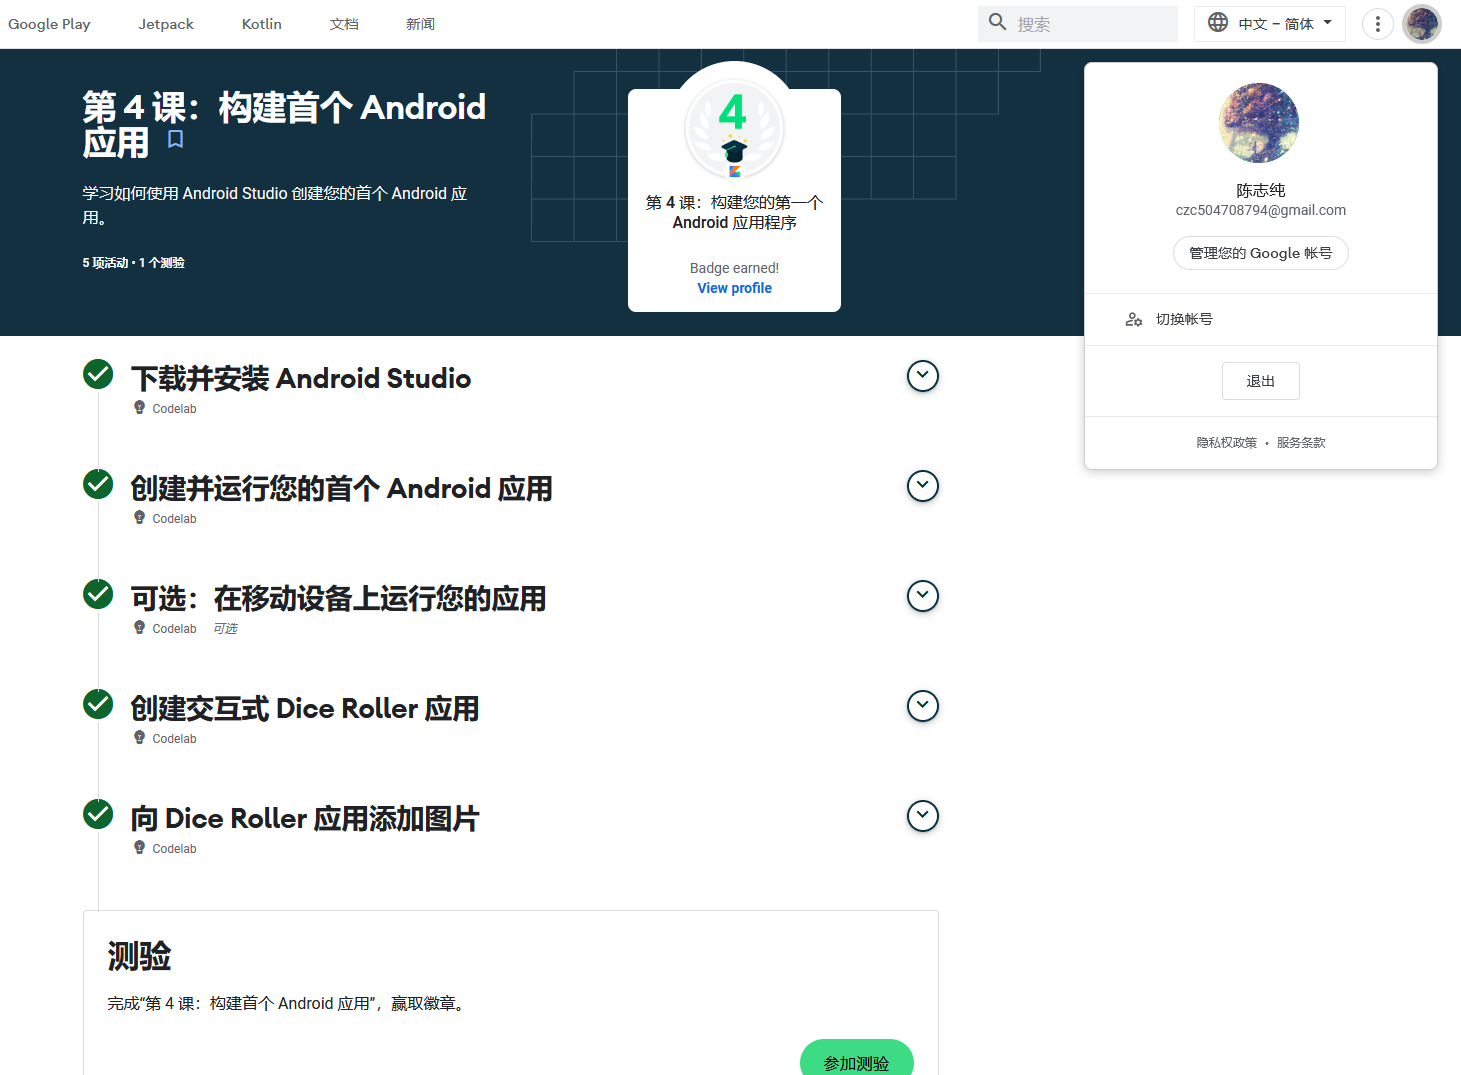 Google Play
Jetpack
Kotlin
文档
新闻
搜索
中文 – 简体
第 4 课：构建首个 Android
应用
学习如何使用 Android Studio 创建您的首个 Android 应
用。
5 项活动 • 1 个测验
4
第 4 课：构建您的第一个
Android 应用程序
Badge earned!
View profile
陈志纯
czc504708794@gmail.com
管理您的 Google 帐号
切换帐号
退出
隐私权政策 • 服务条款
下载并安装 Android Studio
Codelab
创建并运行您的首个 Android 应用
Codelab
可选：在移动设备上运行您的应用
Codelab 可选
创建交互式 Dice Roller 应用
Codelab
向 Dice Roller 应用添加图片
Codelab
测验
完成“第 4 课：构建首个 Android 应用”，赢取徽章。
参加测验